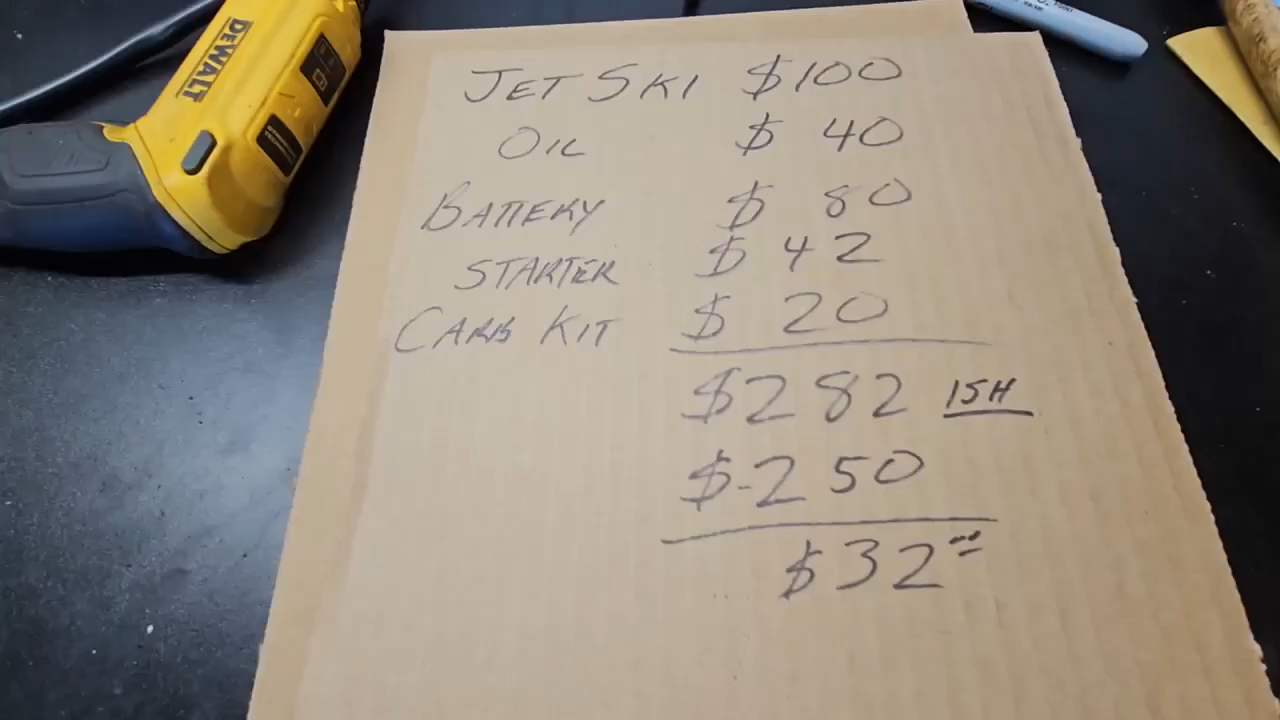 DEWALT
JET SKI $100
OIL $ 40
BATTERY $ 80
STARTER $ 42
CARB KIT $ 20
$282 ISH
$-250
$32